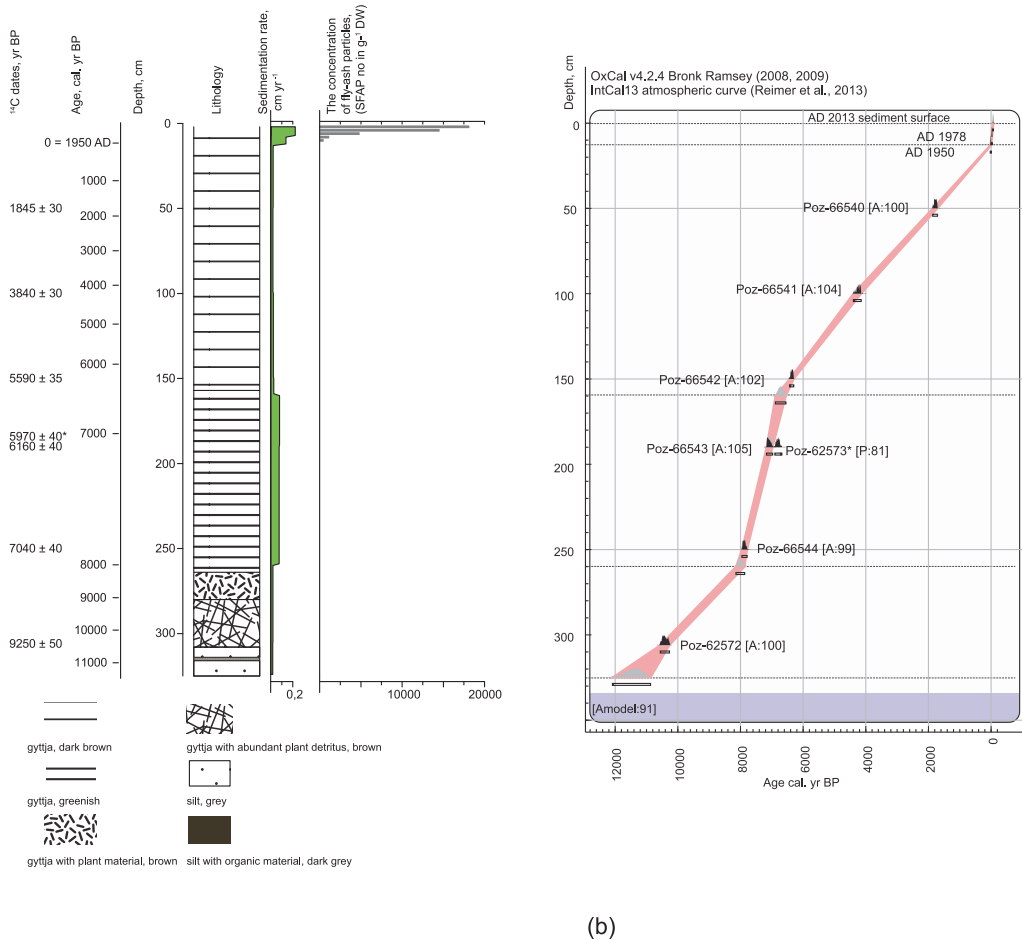 14C dates, yr BP
Age, cal. yr BP
Depth, cm
Lithology
Sedimentation rate,
cm yr -1
The concentration
of fly-ash particles,
(SFAP no in g-1 DW)
0 = 1950 AD
1000
2000
3000
4000
5000
6000
7000
8000
9000
10000
11000
1845 ± 30
3840 ± 30
5590 ± 35
5970 ± 40*
6160 ± 40
7040 ± 40
9250 ± 50
0
50
100
150
200
250
300
0,2
10000
20000
gyttja, dark brown
gyttja with abundant plant detritus, brown
gyttja, greenish
silt, grey
gyttja with plant material, brown
silt with organic material, dark grey
Depth, cm
OxCal v4.2.4 Bronk Ramsey (2008, 2009)
IntCal13 atmospheric curve (Reimer et al., 2013)
AD 2013 sediment surface
AD 1978
AD 1950
Poz-66540 [A:100]
Poz-66541 [A:104]
Poz-66542 [A:102]
Poz-66543 [A:105]
Poz-62573* [P:81]
Poz-66544 [A:99]
Poz-62572 [A:100]
[Amodel:91]
0
50
100
150
200
250
300
12000
10000
8000
6000
4000
2000
0
Age cal. yr BP
(b)